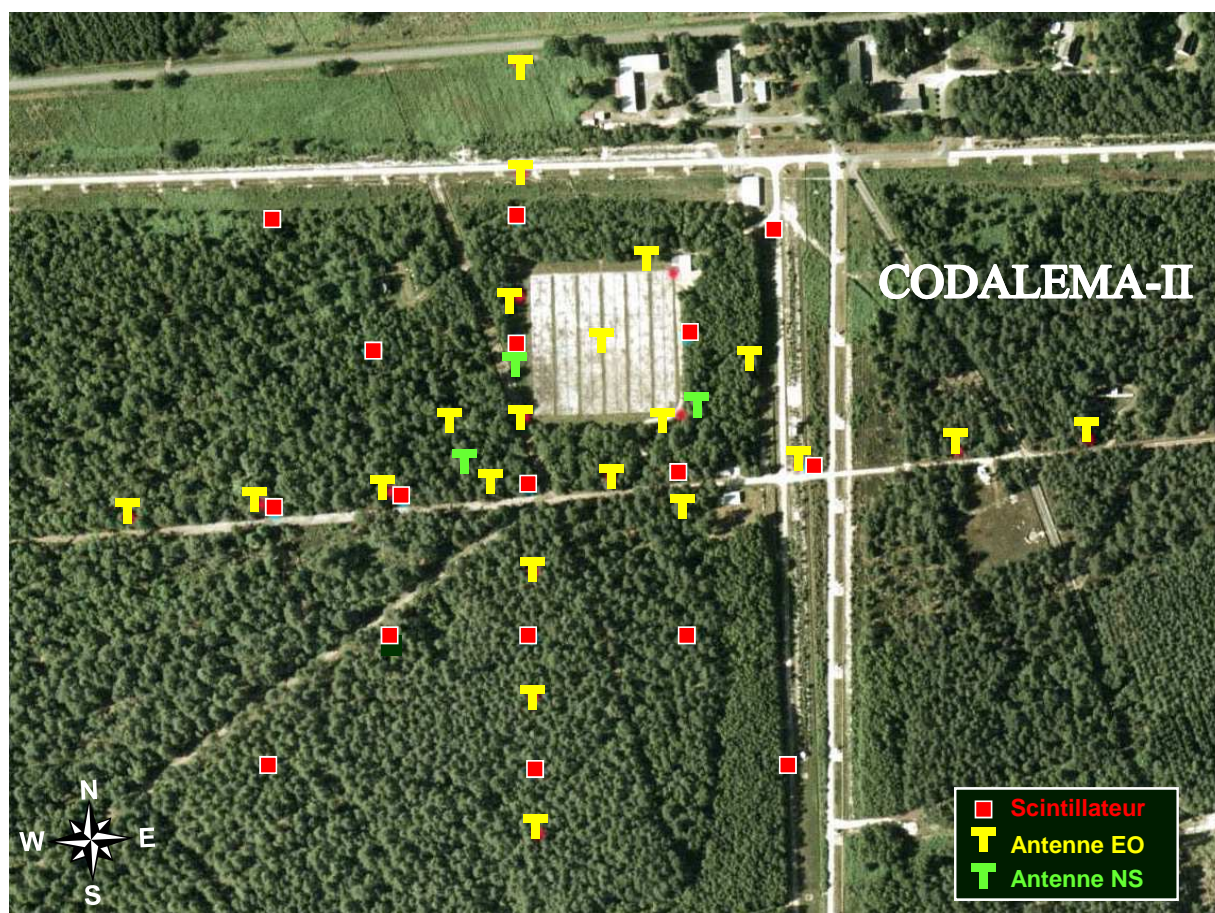 CODALEMA-II
N
W E
S
Scintillateur
Antenne EO
Antenne NS